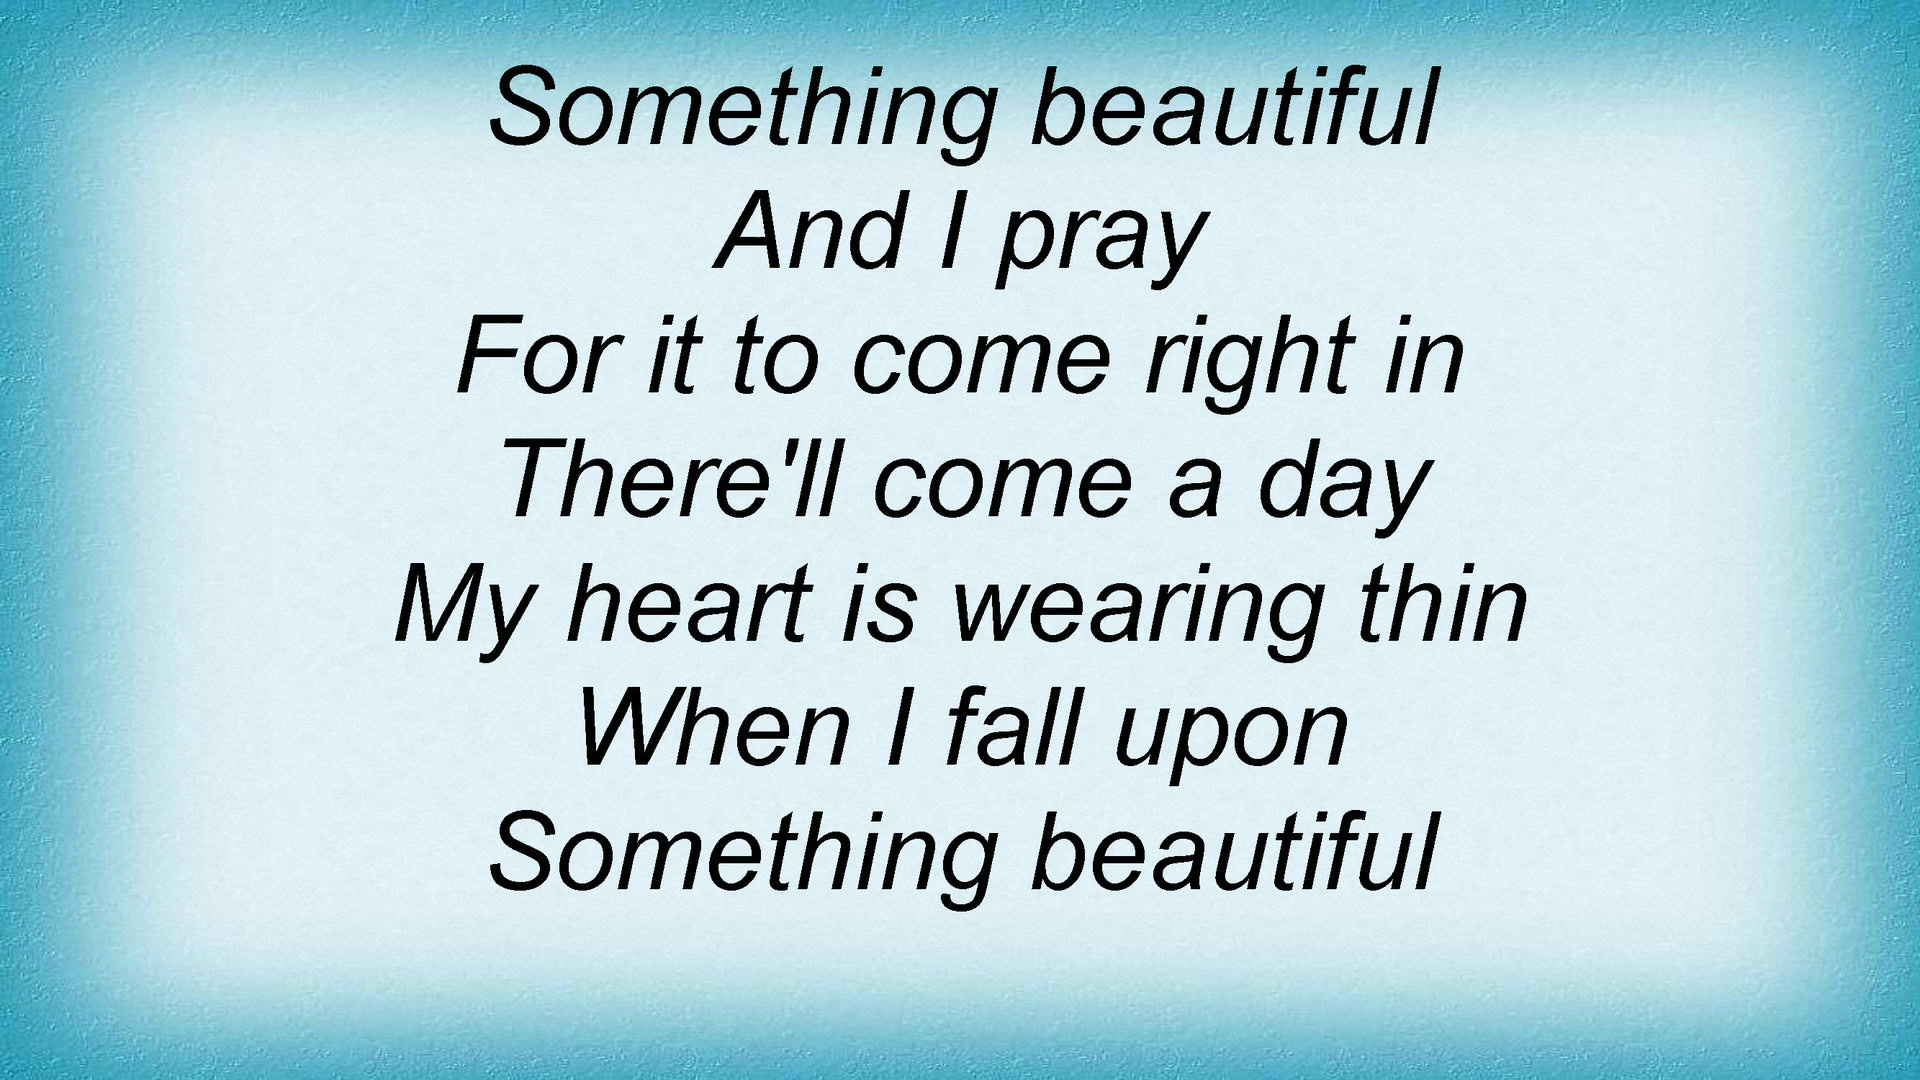 Something beautiful
And I pray
For it to come right in
There'll come a day
My heart is wearing thin
When I fall upon
Something beautiful